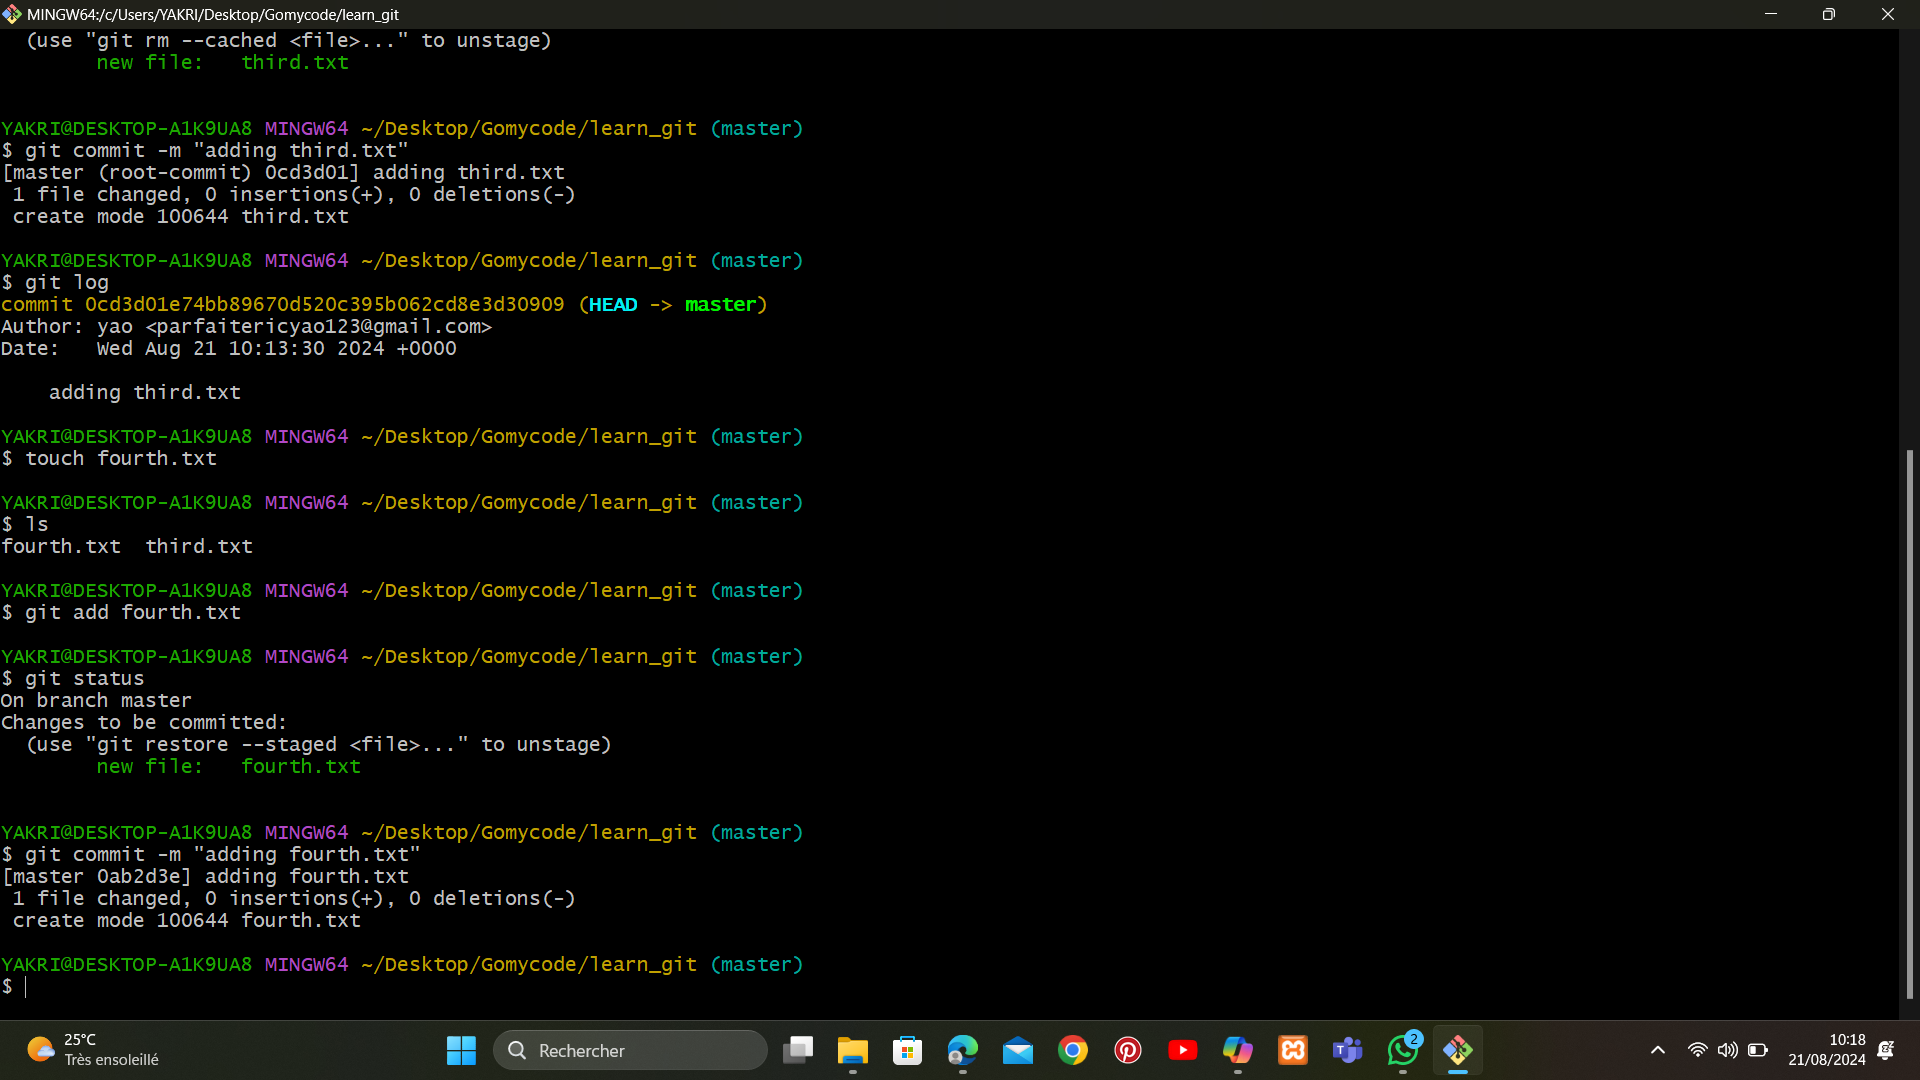 MINGW64:/c/Users/YAKRI/Desktop/Gomycode/learn_git
(use "git rm --cached <file>..." to unstage)
new file:   third.txt
YAKRI@DESKTOP-A1K9UA8 MINGW64 ~/Desktop/Gomycode/learn_git (master)
$ git commit -m "adding third.txt"
[master (root-commit) 0cd3d01] adding third.txt
1 file changed, 0 insertions(+), 0 deletions(-)
create mode 100644 third.txt
YAKRI@DESKTOP-A1K9UA8 MINGW64 ~/Desktop/Gomycode/learn_git (master)
$ git log
commit 0cd3d01e74bb89670d520c395b062cd8e3d30909 (HEAD -> master)
Author: yao <parfaitericyao123@gmail.com>
Date:   Wed Aug 21 10:13:30 2024 +0000
adding third.txt
YAKRI@DESKTOP-A1K9UA8 MINGW64 ~/Desktop/Gomycode/learn_git (master)
$ touch fourth.txt
YAKRI@DESKTOP-A1K9UA8 MINGW64 ~/Desktop/Gomycode/learn_git (master)
$ ls
fourth.txt  third.txt
YAKRI@DESKTOP-A1K9UA8 MINGW64 ~/Desktop/Gomycode/learn_git (master)
$ git add fourth.txt
YAKRI@DESKTOP-A1K9UA8 MINGW64 ~/Desktop/Gomycode/learn_git (master)
$ git status
On branch master
Changes to be committed:
(use "git restore --staged <file>..." to unstage)
new file:   fourth.txt
YAKRI@DESKTOP-A1K9UA8 MINGW64 ~/Desktop/Gomycode/learn_git (master)
$ git commit -m "adding fourth.txt"
[master 0ab2d3e] adding fourth.txt
1 file changed, 0 insertions(+), 0 deletions(-)
create mode 100644 fourth.txt
YAKRI@DESKTOP-A1K9UA8 MINGW64 ~/Desktop/Gomycode/learn_git (master)
$
25°C
Très ensoleillé
Rechercher
2
10:18
21/08/2024